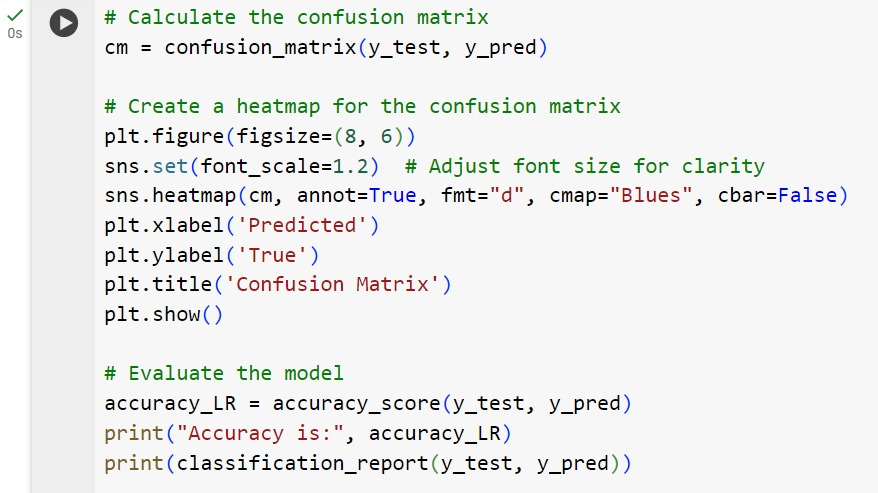 0s
# Calculate the confusion matrix
cm = confusion_matrix(y_test, y_pred)
# Create a heatmap for the confusion matrix
plt.figure(figsize=(8, 6))
sns.set(font_scale=1.2)  # Adjust font size for clarity
sns.heatmap(cm, annot=True, fmt="d", cmap="Blues", cbar=False)
plt.xlabel('Predicted')
plt.ylabel('True')
plt.title('Confusion Matrix')
plt.show()
# Evaluate the model
accuracy_LR = accuracy_score(y_test, y_pred)
print("Accuracy is:", accuracy_LR)
print(classification_report(y_test, y_pred))